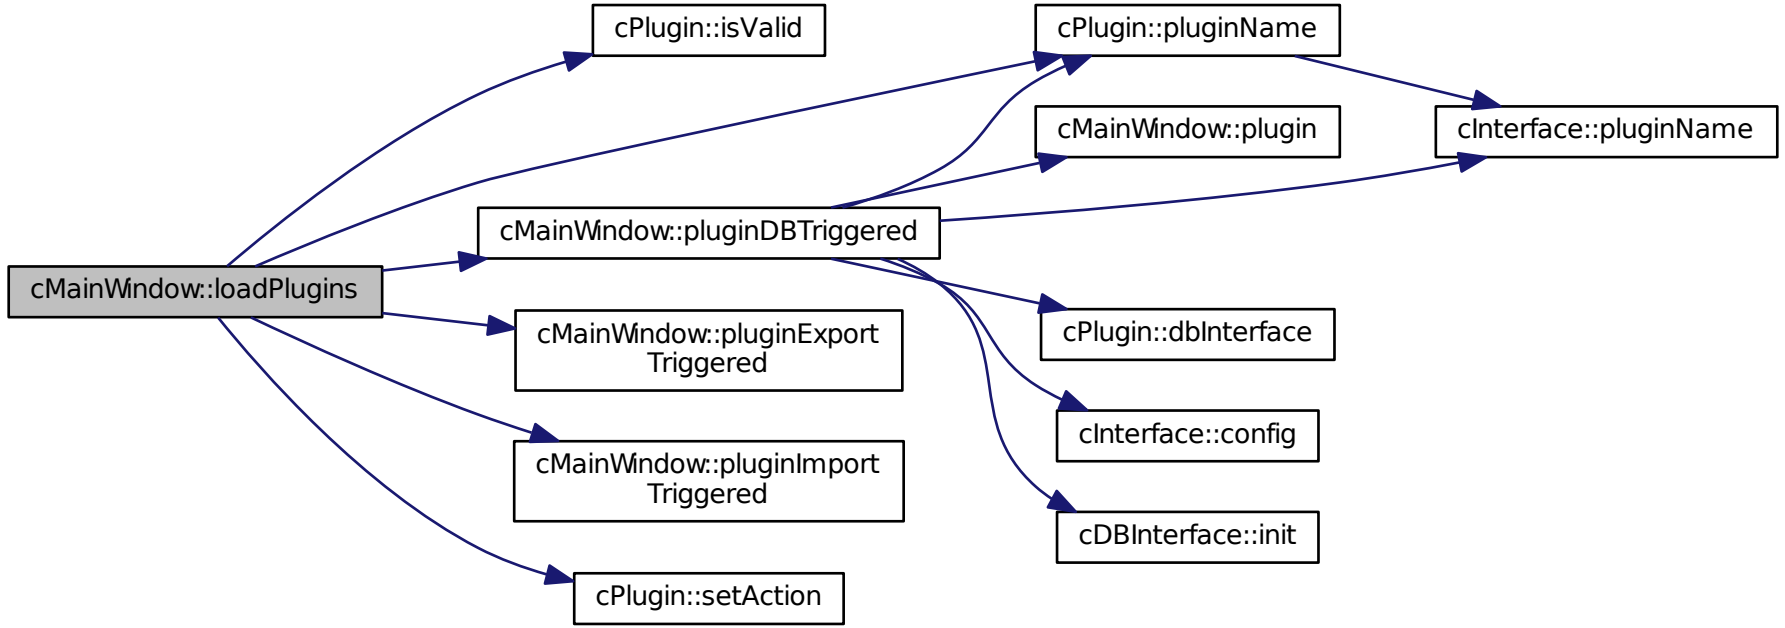 cPlugin::isValid
cPlugin::pluginName
cMainWindow::plugin
cInterface::pluginName
cMainWindow::pluginDBTriggered
cMainWindow::loadPlugins
cMainWindow::pluginExport
Triggered
cPlugin::dbInterface
cInterface::config
cMainWindow::pluginImport
Triggered
cDBInterface::init
cPlugin::setAction